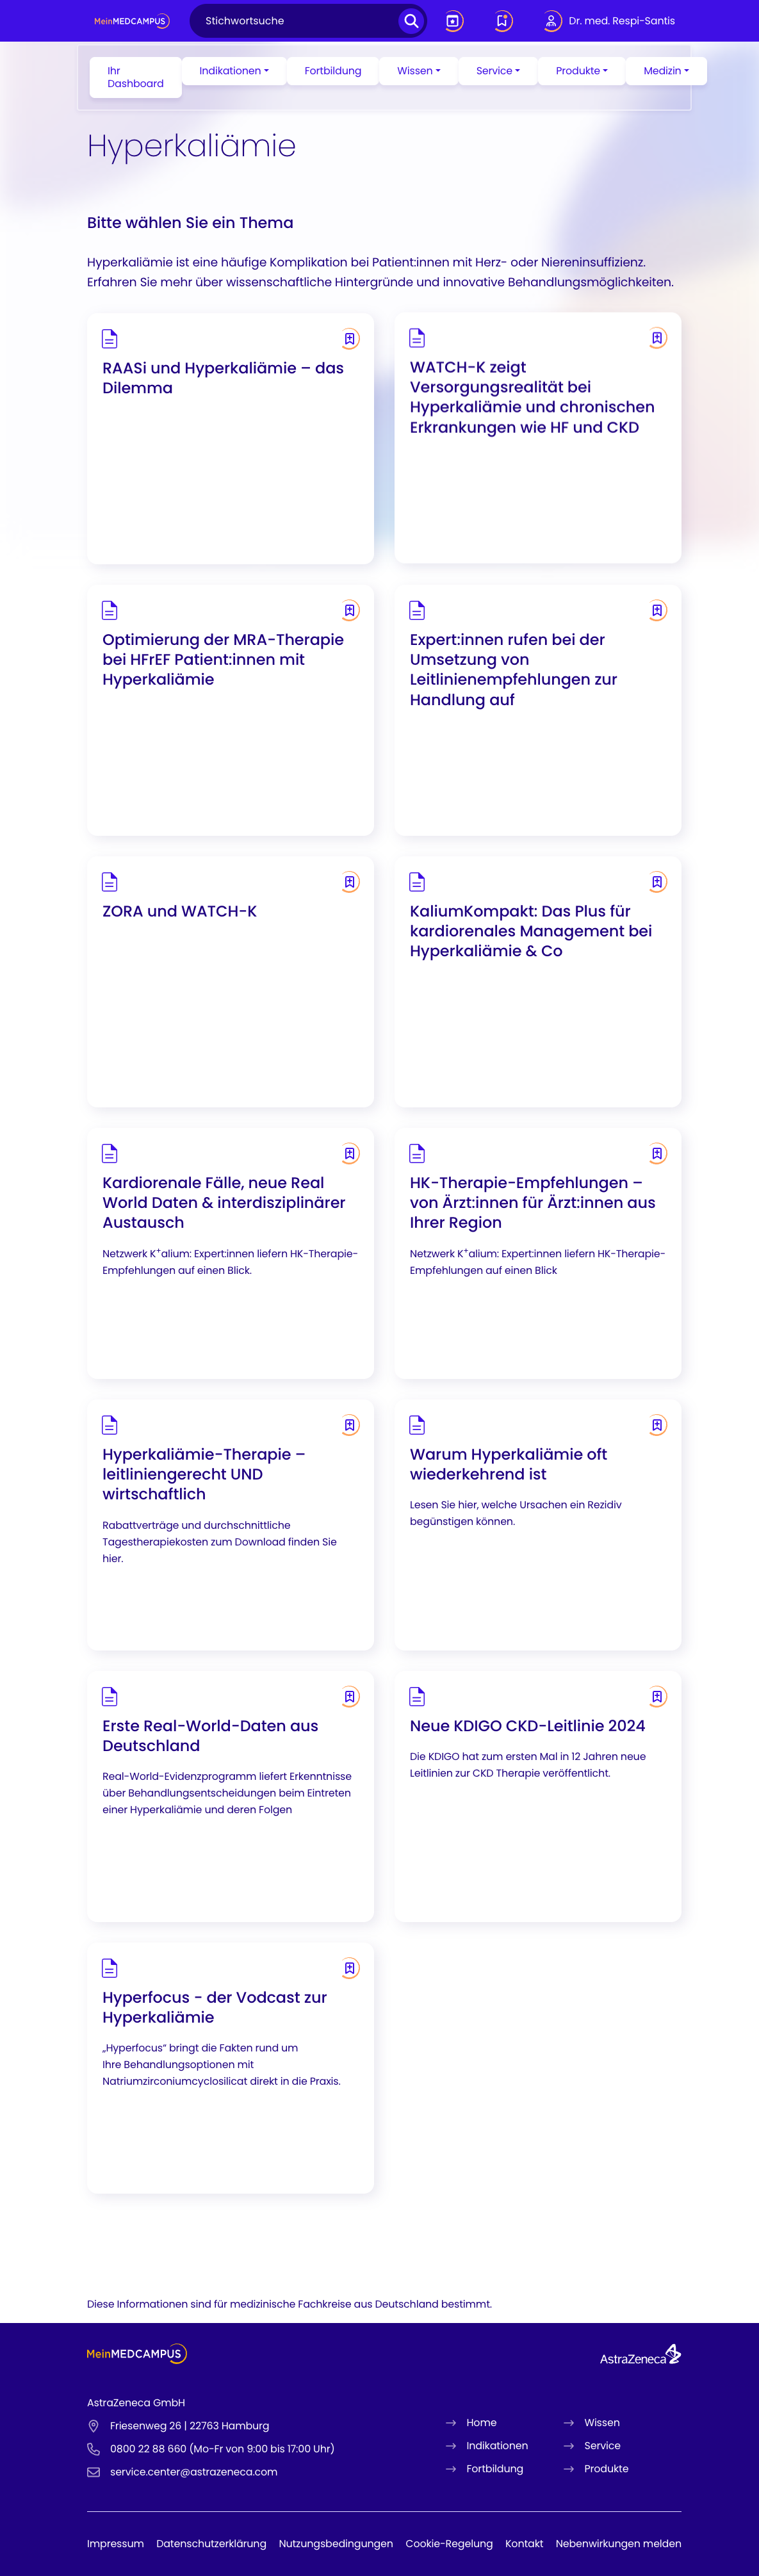 MeinMEDCAMPUS
Stichwortsuche
Dr. med. Respi-Santis
Ihr
Dashboard
Indikationen
Fortbildung
Wissen
Service
Produkte
Medizin
Hyperkaliämie
Bitte wählen Sie ein Thema
Hyperkaliämie ist eine häufige Komplikation bei Patient:innen mit Herz- oder Niereninsuffizienz.
Erfahren Sie mehr über wissenschaftliche Hintergründe und innovative Behandlungsmöglichkeiten.
RAASi und Hyperkaliämie – das
Dilemma
WATCH-K zeigt
Versorgungsrealität bei
Hyperkaliämie und chronischen
Erkrankungen wie HF und CKD
Optimierung der MRA-Therapie
bei HFrEF Patient:innen mit
Hyperkaliämie
Expert:innen rufen bei der
Umsetzung von
Leitlinienempfehlungen zur
Handlung auf
ZORA und WATCH-K
KaliumKompakt: Das Plus für
kardiorenales Management bei
Hyperkaliämie & Co
Kardiorenale Fälle, neue Real
World Daten & interdisziplinärer
Austausch
Netzwerk K⁺alium: Expert:innen liefern HK-Therapie-
Empfehlungen auf einen Blick.
HK-Therapie-Empfehlungen –
von Ärzt:innen für Ärzt:innen aus
Ihrer Region
Netzwerk K⁺alium: Expert:innen liefern HK-Therapie-
Empfehlungen auf einen Blick
Hyperkaliämie-Therapie –
leitliniengerecht UND
wirtschaftlich
Rabattverträge und durchschnittliche
Tagestherapiekosten zum Download finden Sie
hier.
Warum Hyperkaliämie oft
wiederkehrend ist
Lesen Sie hier, welche Ursachen ein Rezidiv
begünstigen können.
Erste Real-World-Daten aus
Deutschland
Real-World-Evidenzprogramm liefert Erkenntnisse
über Behandlungsentscheidungen beim Eintreten
einer Hyperkaliämie und deren Folgen
Neue KDIGO CKD-Leitlinie 2024
Die KDIGO hat zum ersten Mal in 12 Jahren neue
Leitlinien zur CKD Therapie veröffentlicht.
Hyperfocus - der Vodcast zur
Hyperkaliämie
„Hyperfocus“ bringt die Fakten rund um
Ihre Behandlungsoptionen mit
Natriumzirconiumcyclosilicat direkt in die Praxis.
Diese Informationen sind für medizinische Fachkreise aus Deutschland bestimmt.
MeinMEDCAMPUS
AstraZeneca
AstraZeneca GmbH
Friesenweg 26 | 22763 Hamburg
0800 22 88 660 (Mo-Fr von 9:00 bis 17:00 Uhr)
service.center@astrazeneca.com
Home
Indikationen
Fortbildung
Wissen
Service
Produkte
Impressum
Datenschutzerklärung
Nutzungsbedingungen
Cookie-Regelung
Kontakt
Nebenwirkungen melden